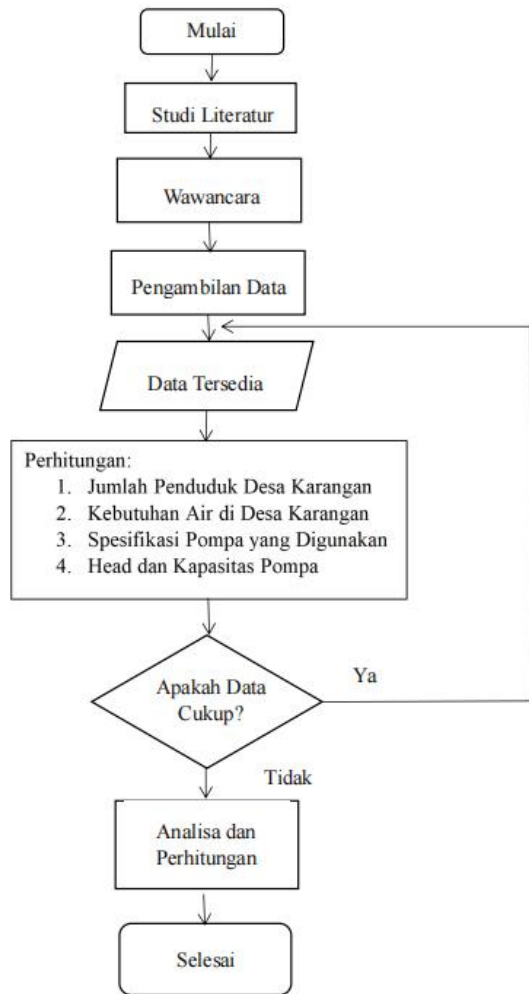 Mulai
Studi Literatur
Wawancara
Pengambilan Data
Data Tersedia
Perhitungan:
1. Jumlah Penduduk Desa Karangan
2. Kebutuhan Air di Desa Karangan
3. Spesifikasi Pompa yang Digunakan
4. Head dan Kapasitas Pompa
Apakah Data
Cukup?
Ya
Tidak
Analisa dan
Perhitungan
Selesai